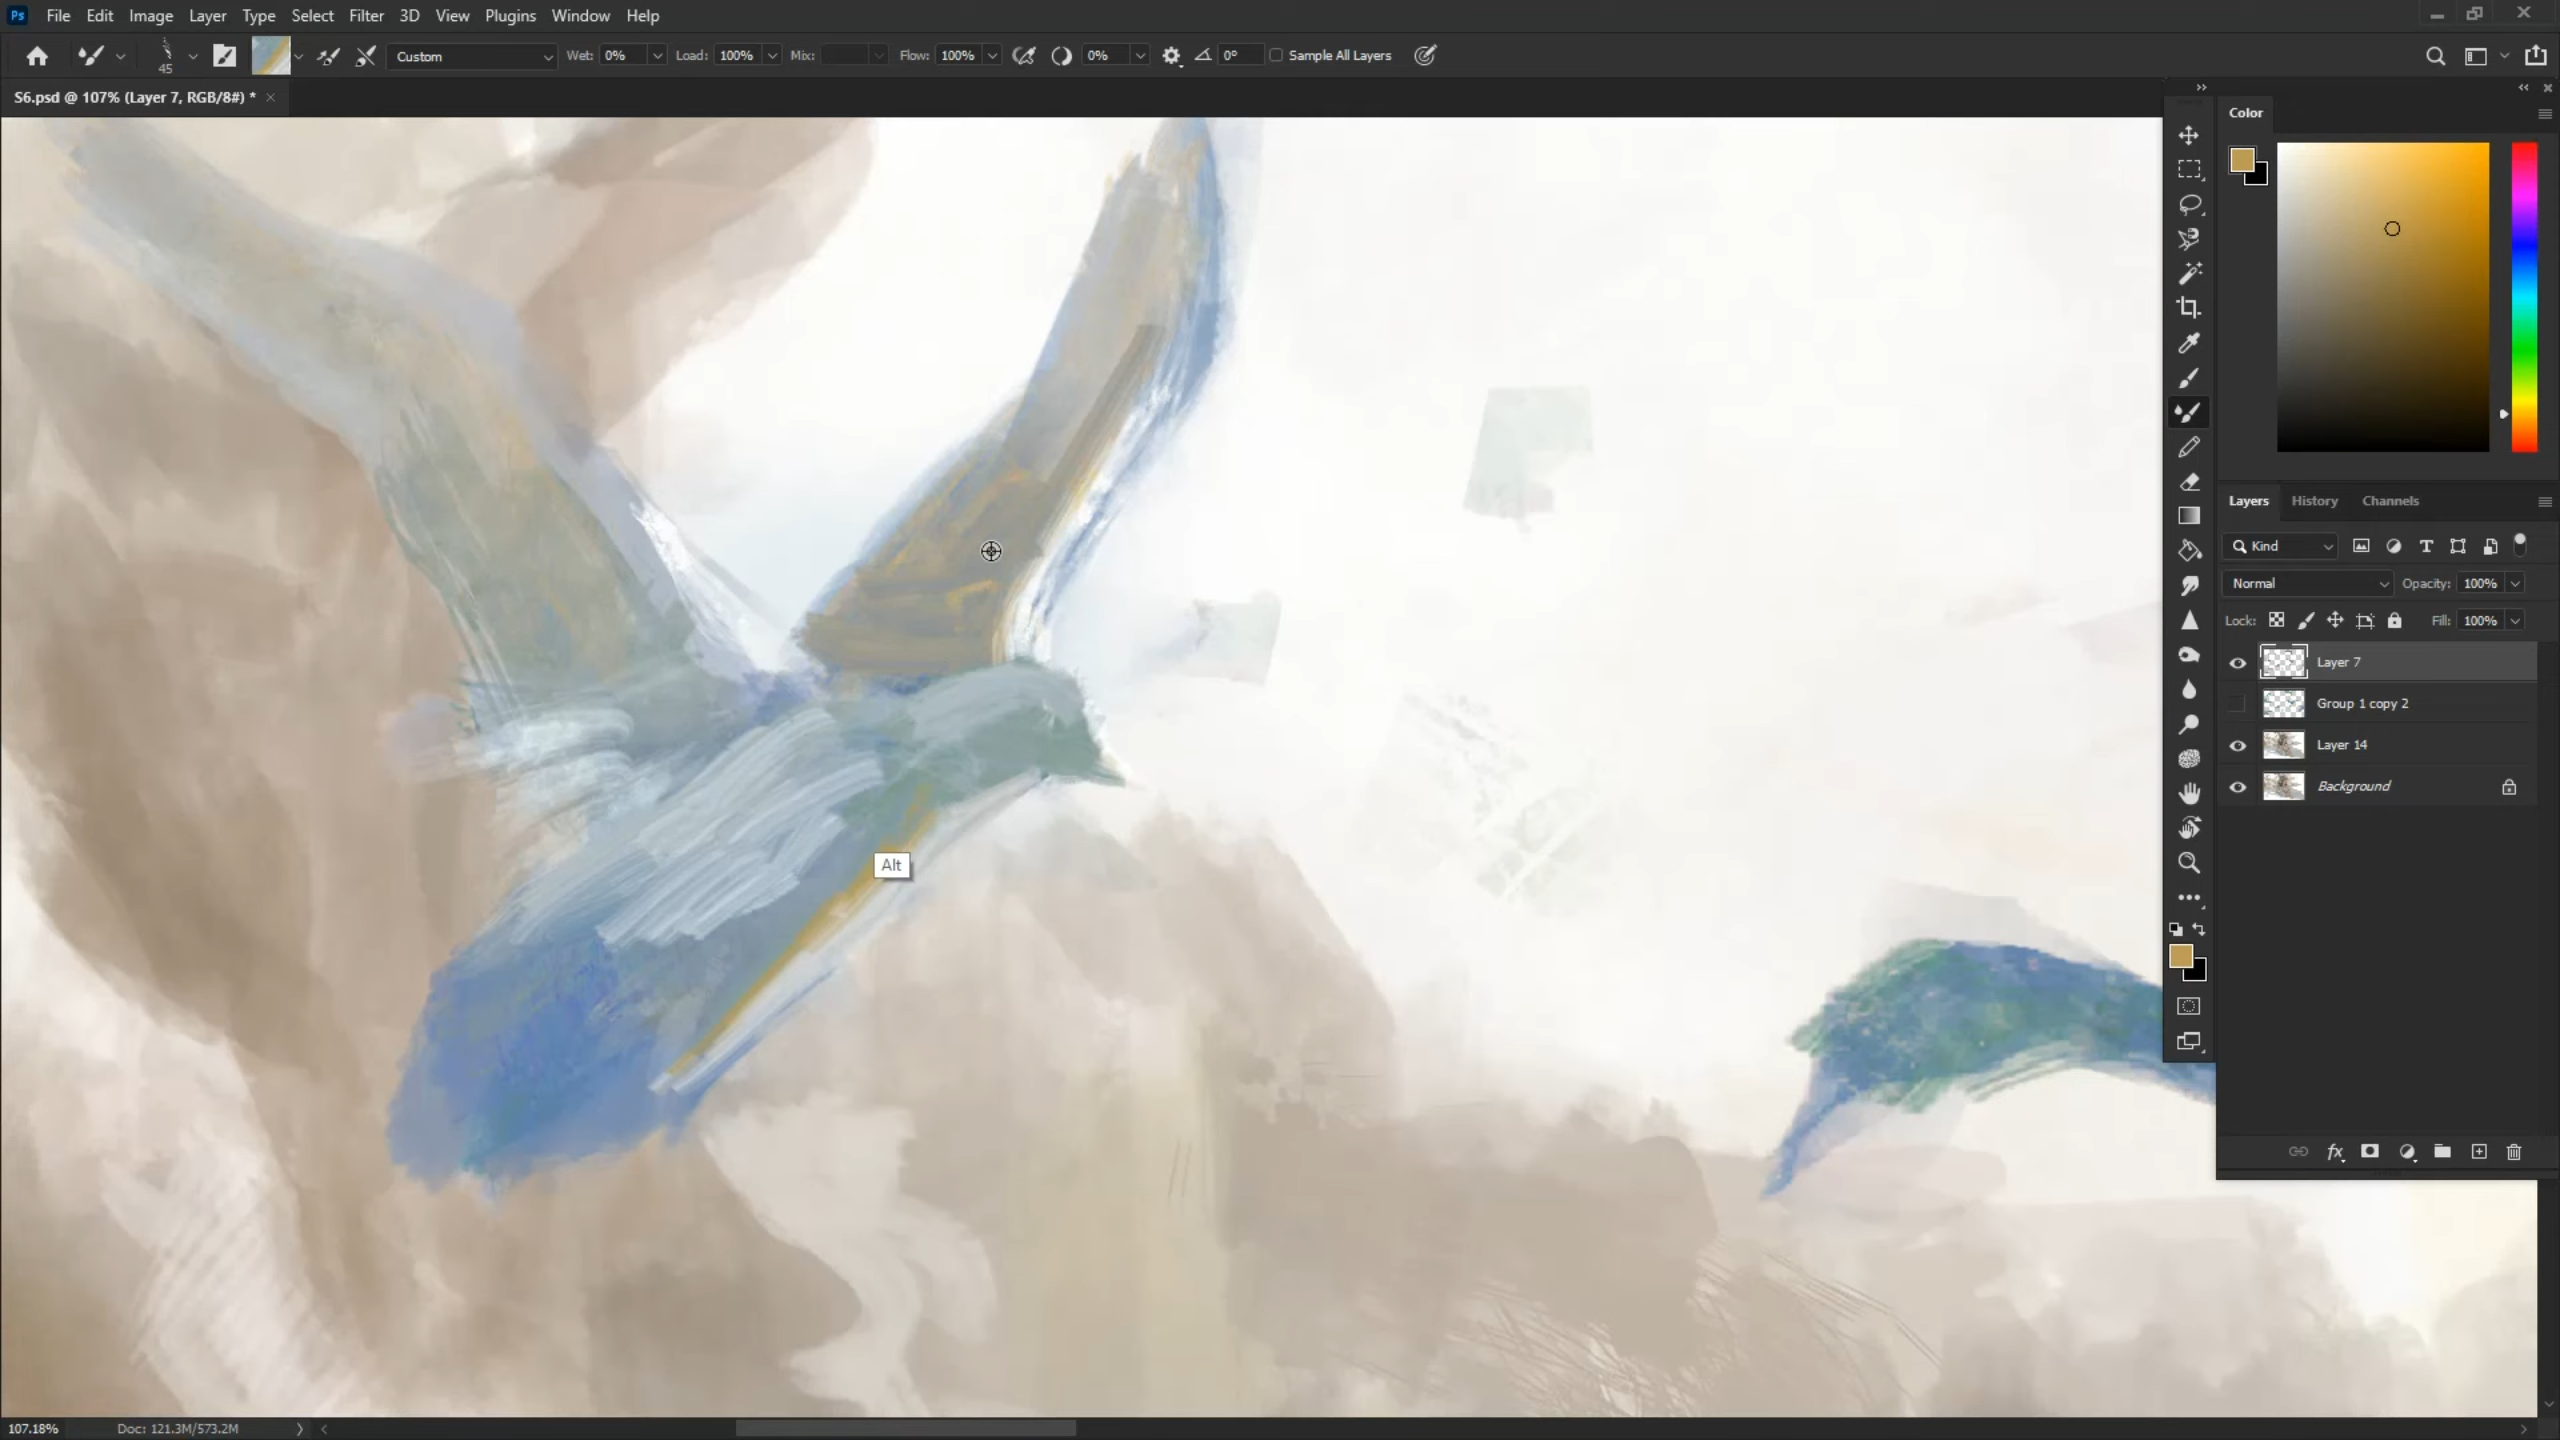 Ps File Edit Image Layer Type Select Filter 3D View Plugins Window Help
45 Custom Wet: 0% Load: 100% Mix: Flow: 100% 0% 0° Sample All Layers
S6.psd @ 107% (Layer 7, RGB/8#) *
Color
Layers History Channels
Kind
Normal Opacity: 100%
Lock: Fill: 100%
Layer 7
Group 1 copy 2
Layer 14
Background
Alt
fx
107.18% Doc: 121.3M/573.2M